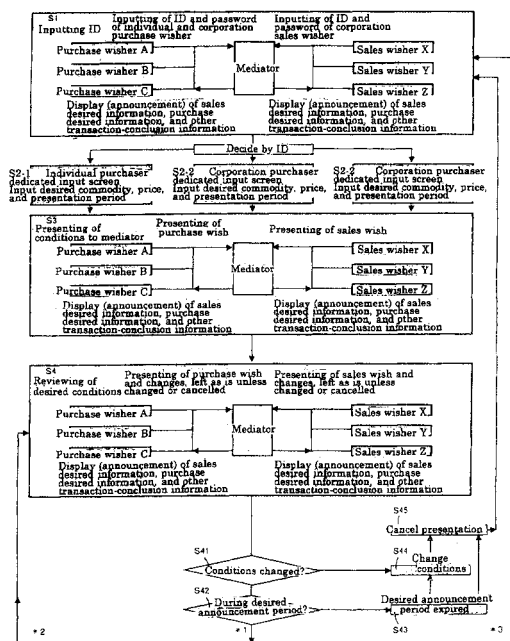 S1
Inputting ID
Inputting of ID and password
of individual and corporation
purchase wisher
Inputting of ID and
password of corporation
sales wisher
Purchase wisher A
Purchase wisher B
Purchase wisher C
Mediator
Sales wisher X
Sales wisher Y
Sales wisher Z
Display (announcement) of sales
desired information, purchase
desired information, and other
transaction-conclusion information
Display (announcement) of sales
desired information, purchase
desired information, and other
transaction-conclusion information
Decide by ID
S2-1 Individual purchaser
dedicated input screen
Input desired commodity, price,
and presentation period
S2-2 Corporation purchaser
dedicated input screen
Input desired commodity, price,
and presentation period
S2-2 Corporation purchaser
dedicated input screen
Input desired commodity, price,
and presentation period
S3
Presenting of
conditions to mediator
Presenting of
purchase wish
Presenting of sales wish
Purchase wisher A
Purchase wisher B
Purchase wisher C
Mediator
Sales wisher X
Sales wisher Y
Sales wisher Z
Display (announcement) of sales
desired information, purchase
desired information, and other
transaction-conclusion information
Display (announcement) of sales
desired information, purchase
desired information, and other
transaction-conclusion information
S4
Reviewing of
desired conditions
Presenting of purchase wish
and changes, left as is unless
changed or cancelled
Presenting of sales wish and
changes, left as is unless
changed or cancelled
Purchase wisher A
Purchase wisher B
Purchase wisher C
Mediator
Sales wisher X
Sales wisher Y
Sales wisher Z
Display (announcement) of sales
desired information, purchase
desired information, and other
transaction-conclusion information
Display (announcement) of sales
desired information, purchase
desired information, and other
transaction-conclusion information
S45
Cancel presentation
S41
Conditions changed?
S44
Change
conditions
S42
During desired
announcement period?
Desired announcement
period expired
S43
*2
*1
*3